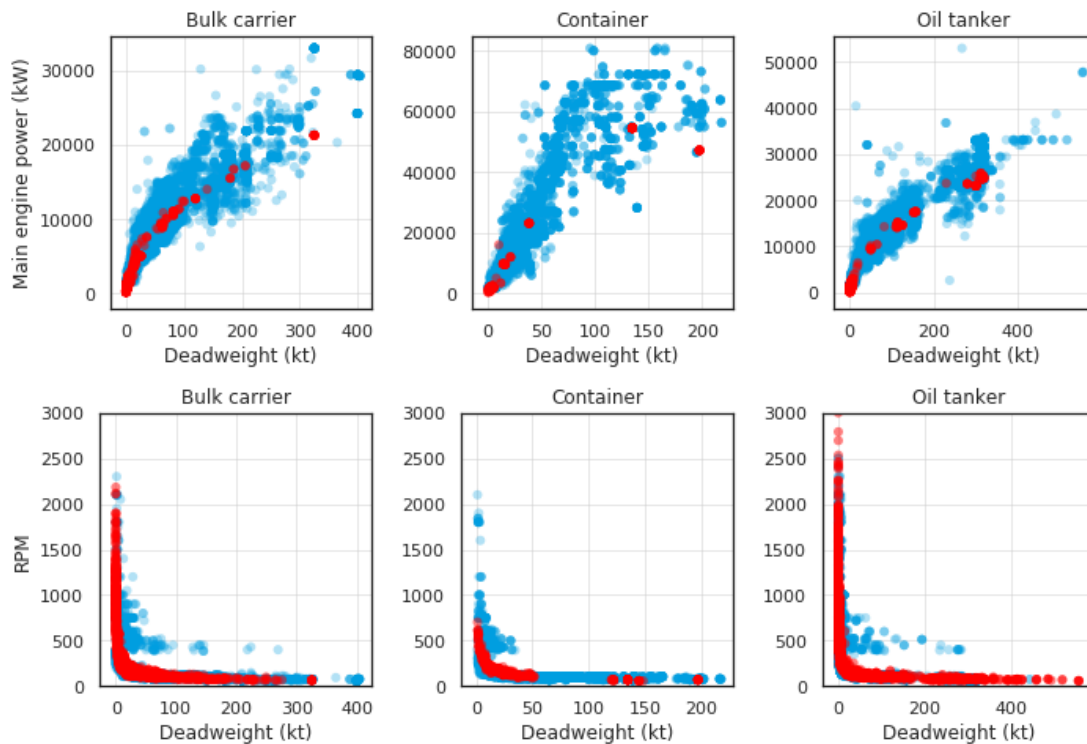 Bulk carrier
Container
Oil tanker
Main engine power (kW)
30000
20000
10000
0
80000
60000
40000
20000
0
50000
40000
30000
20000
10000
0
0 100 200 300 400
0 50 100 150 200
0 200 400
Deadweight (kt)
Deadweight (kt)
Deadweight (kt)
Bulk carrier
Container
Oil tanker
RPM
3000
2500
2000
1500
1000
500
0
3000
2500
2000
1500
1000
500
0
3000
2500
2000
1500
1000
500
0
0 100 200 300 400
0 50 100 150 200
0 100 200 300 400 500
Deadweight (kt)
Deadweight (kt)
Deadweight (kt)